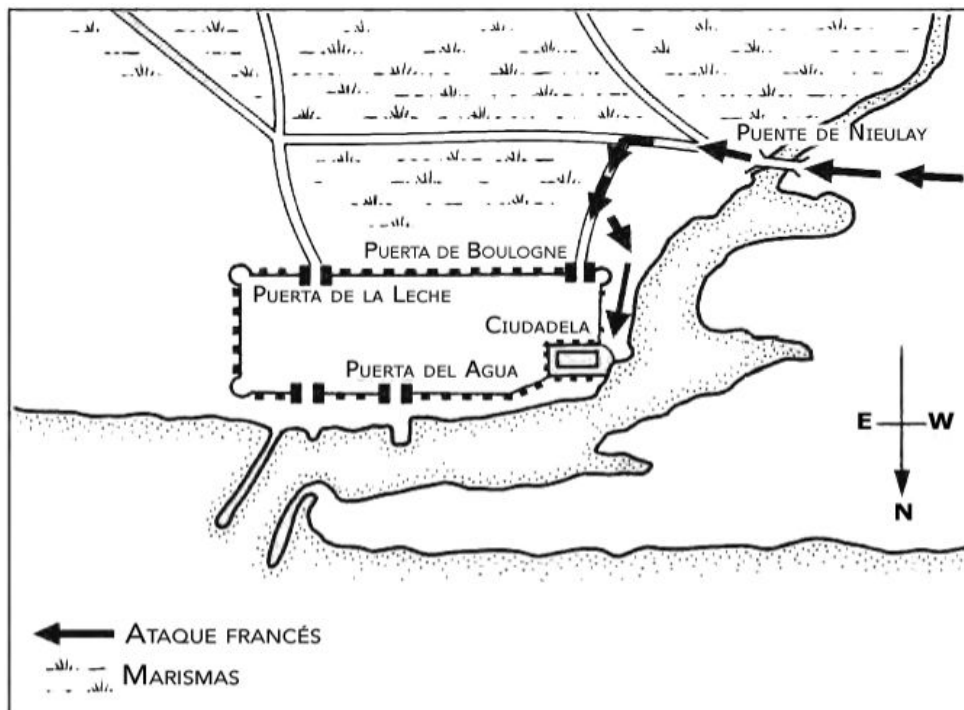 Puente de Nieulay
Puerta de Boulogne
Puerta de la Leche
Ciudadela
Puerta del Agua
E W
N
Ataque francés
Marismas